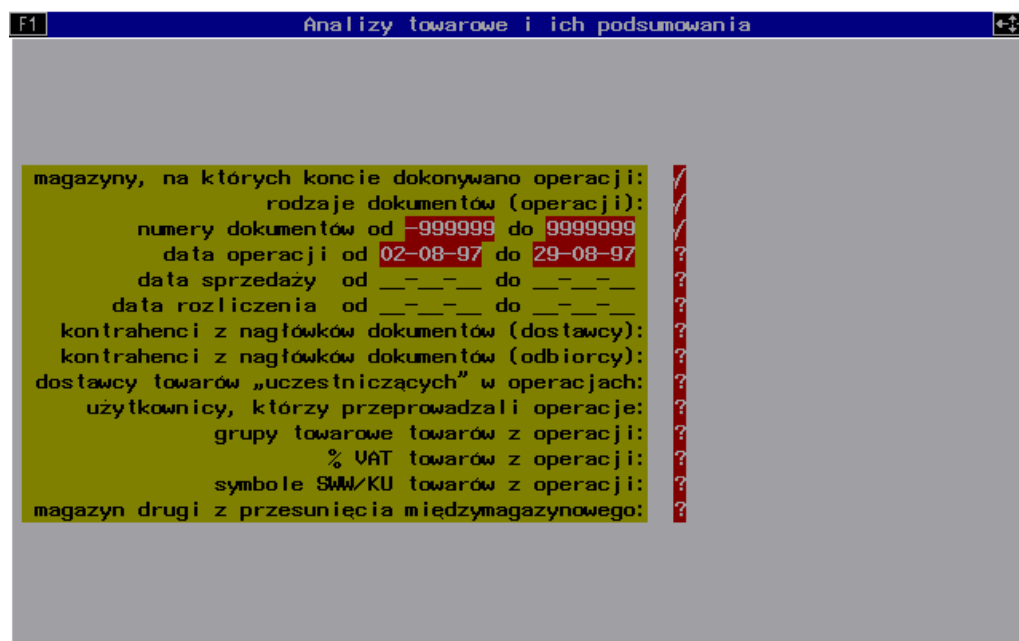 F1 Analizy towarowe i ich podsumowania
magazyny, na których koncie dokonywano operacji: √
rodzaje dokumentów (operacji): √
numery dokumentów od -999999 do 9999999 √
data operacji od 02-08-97 do 29-08-97 ?
data sprzedaży od __-__-__ do __-__-__ ?
data rozliczenia od __-__-__ do __-__-__ ?
kontrahenci z nagłówków dokumentów (dostawcy): ?
kontrahenci z nagłówków dokumentów (odbiorcy): ?
dostawcy towarów „uczestniczących” w operacjach: ?
użytkownicy, którzy przeprowadzali operacje: ?
grupy towarowe towarów z operacji: ?
% VAT towarów z operacji: ?
symbole SWW/KU towarów z operacji: ?
magazyn drugi z przesunięcia międzymagazynowego: ?